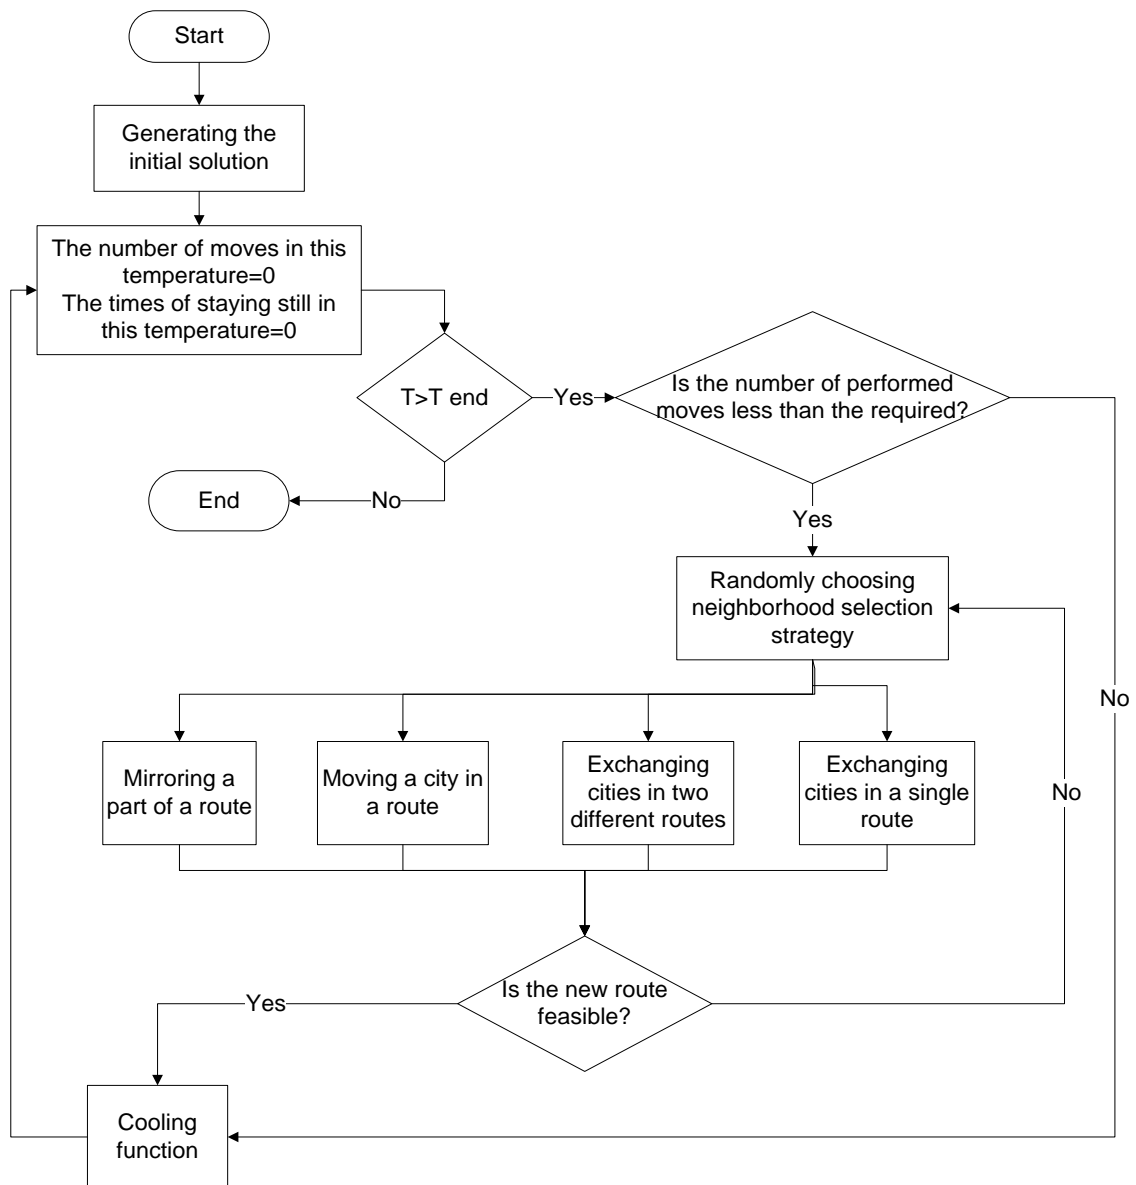 Start
Generating the
initial solution
The number of moves in this
temperature=0
The times of staying still in
this temperature=0
T>T end
Yes
Is the number of performed
moves less than the required?
End
No
Yes
Randomly choosing
neighborhood selection
strategy
No
Mirroring a
part of a route
Moving a city in
a route
Exchanging
cities in two
different routes
Exchanging
cities in a single
route
No
Is the new route
feasible?
Yes
Cooling
function